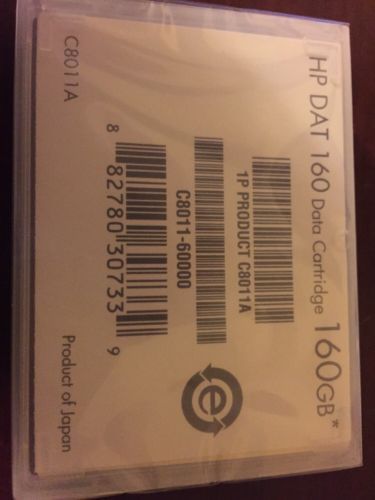 HP DAT 160 Data Cartridge 160GB*
1P PRODUCT C8011A
C8011-60000
8 82780 30733 9
C8011A
Product of Japan
e